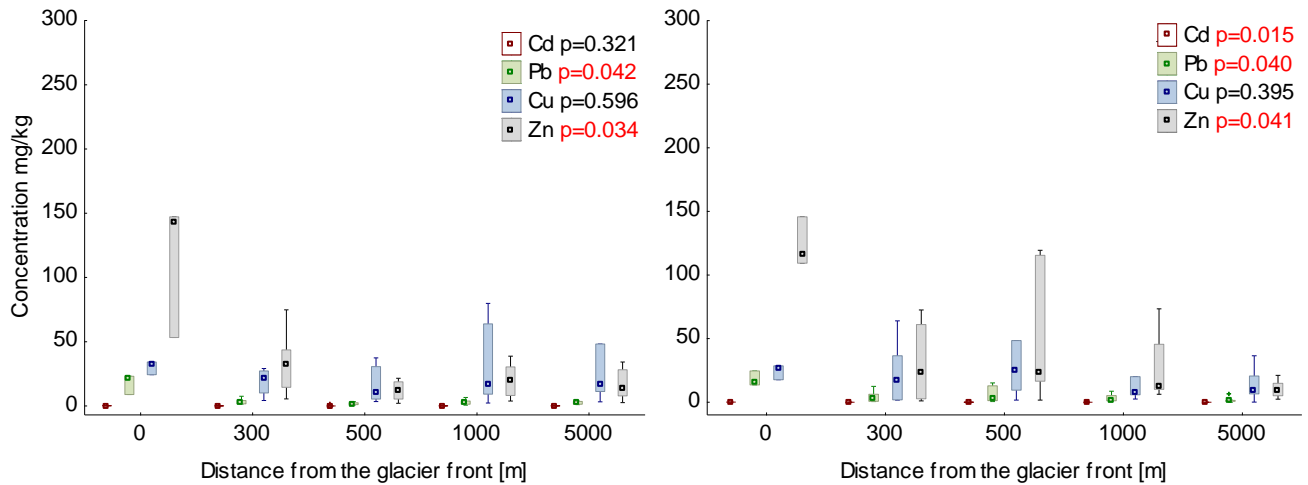 300
250
200
150
100
50
0
Concentration mg/kg
Cd p=0.321
Pb p=0.042
Cu p=0.596
Zn p=0.034
0 300 500 1000 5000
Distance from the glacier front [m]
300
250
200
150
100
50
0
Cd p=0.015
Pb p=0.040
Cu p=0.395
Zn p=0.041
0 300 500 1000 5000
Distance from the glacier front [m]